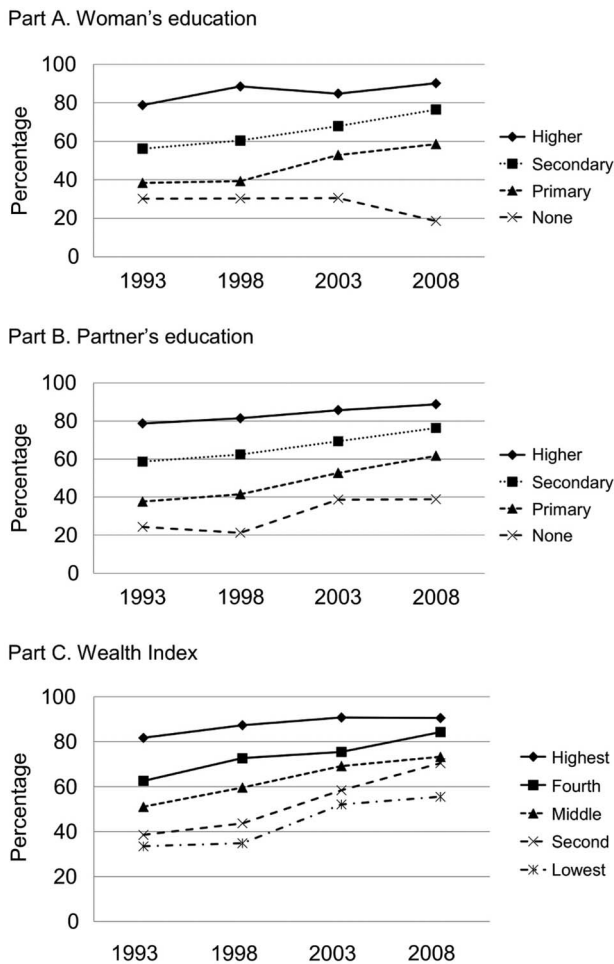 Part A. Woman's education
Percentage
100
80
60
40
20
0
1993 1998 2003 2008
Higher
Secondary
Primary
None
Part B. Partner's education
Percentage
100
80
60
40
20
0
1993 1998 2003 2008
Higher
Secondary
Primary
None
Part C. Wealth Index
Percentage
100
80
60
40
20
0
1993 1998 2003 2008
Highest
Fourth
Middle
Second
Lowest